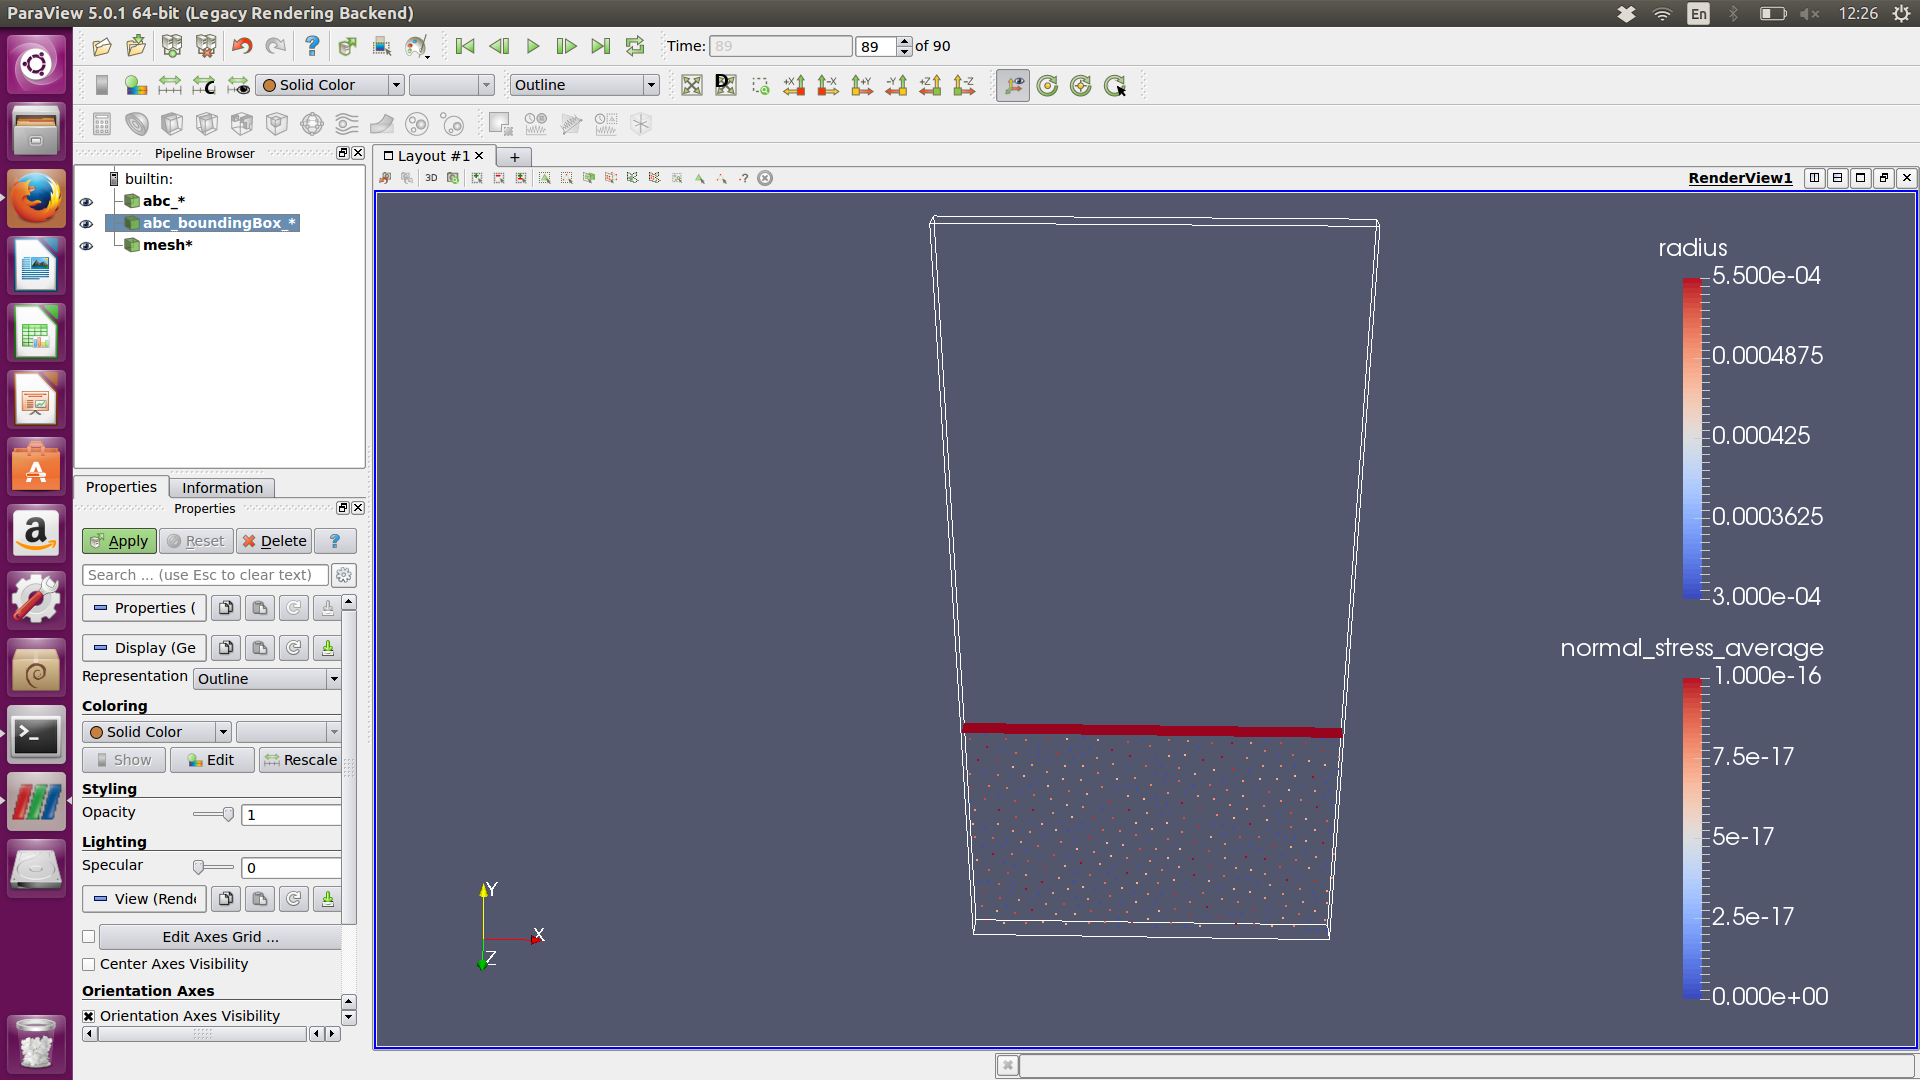 ParaView 5.0.1 64-bit (Legacy Rendering Backend)
En
12:26
Time: 89 89 of 90
Solid Color
Outline
D
C
+X -X +Y -Y +Z -Z
Pipeline Browser
Layout #1
+
builtin:
abc_*
abc_boundingBox_*
mesh*
3D
?
RenderView1
Properties Information
Properties
Apply Reset Delete ?
Search ... (use Esc to clear text)
Properties (
Display (Ge
Representation Outline
Coloring
Solid Color
Show Edit Rescale
Styling
Opacity 1
Lighting
Specular 0
View (Rend
Edit Axes Grid ...
Center Axes Visibility
Orientation Axes
Orientation Axes Visibility
radius
5.500e-04
0.0004875
0.000425
0.0003625
3.000e-04
normal_stress_average
1.000e-16
7.5e-17
5e-17
2.5e-17
0.000e+00
Y
X
Z